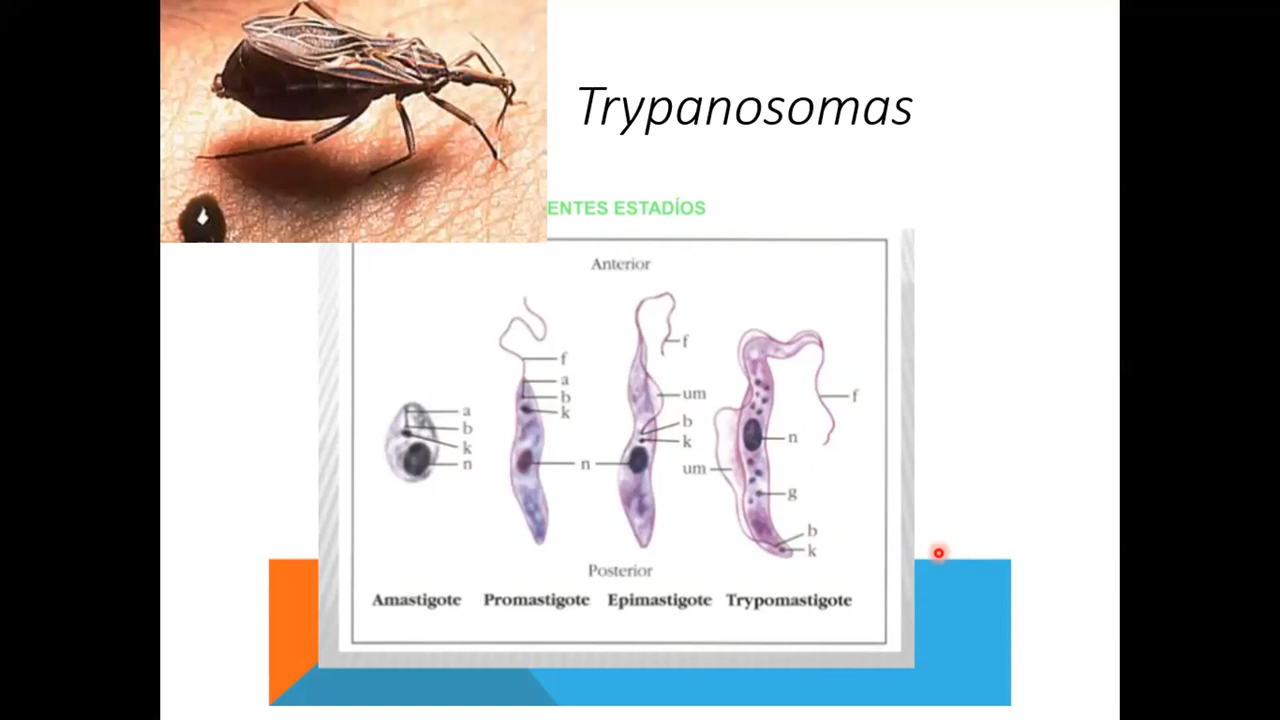 Trypanosomas
ENTES ESTADÍOS
Anterior
f
a
b
k
n
a
b
k
n
f
um
b
k
um
f
n
g
b
k
Posterior
Amastigote Promastigote Epimastigote Trypomastigote